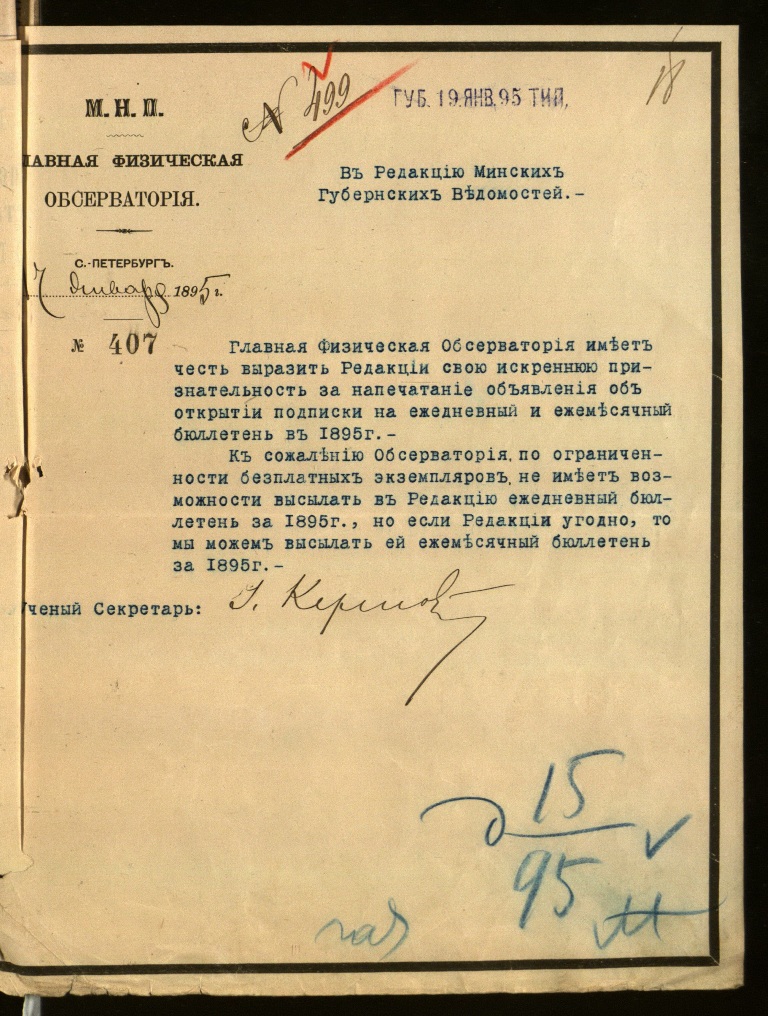 М. Н. П.
ЛАВНАЯ ФИЗИЧЕСКАЯ
ОБСЕРВАТОРІЯ.
С.-ПЕТЕРБУРГЪ.
7 Января 1895 г.
№ 407
№ 499
ГУБ. 19 ЯНВ. 95 ТИП.
Въ Редакцію Минскихъ
Губернскихъ Вѣдомостей.-
Главная Физическая Обсерваторія имѣетъ
честь выразить Редакціи свою искреннюю при-
знательность за напечатаніе объявленія объ
открытіи подписки на ежедневный и ежемѣсячный
бюллетень въ 1895г.-
Къ сожалѣнію Обсерваторія, по ограничен-
ности безплатныхъ экземпляровъ, не имѣетъ воз-
можности высылать въ Редакцію ежедневный бюл-
летень за 1895г., но если Редакціи угодно, то
мы можемъ высылать ей ежемѣсячный бюллетень
за 1895г.-
Ученый Секретарь:
15
95